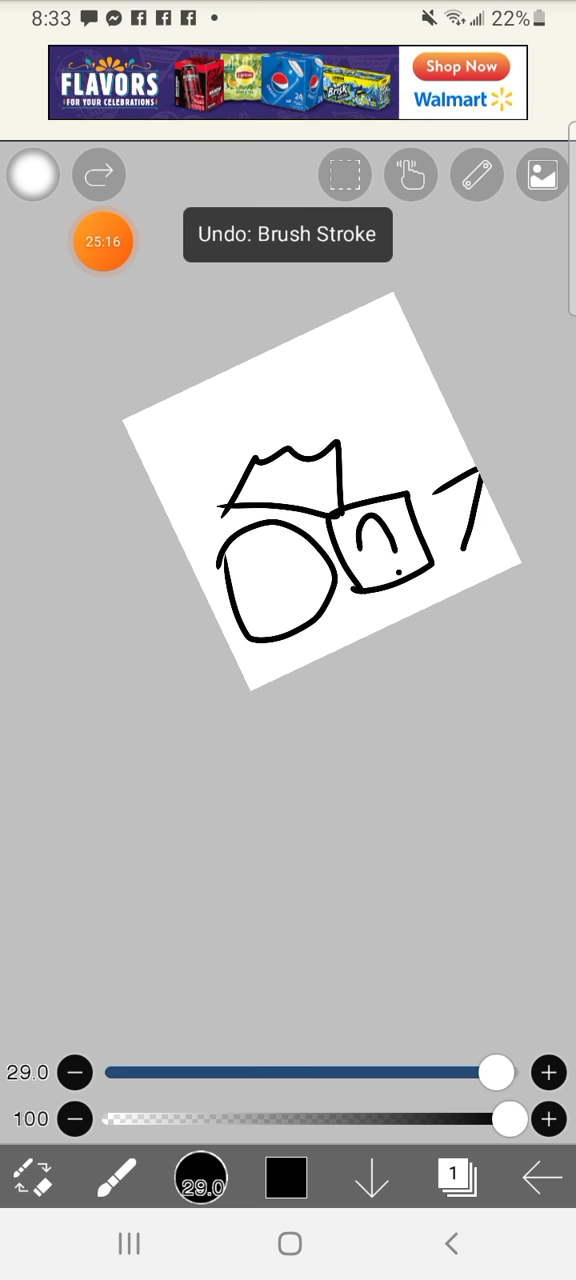 8:33 22%
FLAVORS
FOR YOUR CELEBRATIONS
Shop Now
Walmart
25:16
Undo: Brush Stroke
29.0
100
29.0
1